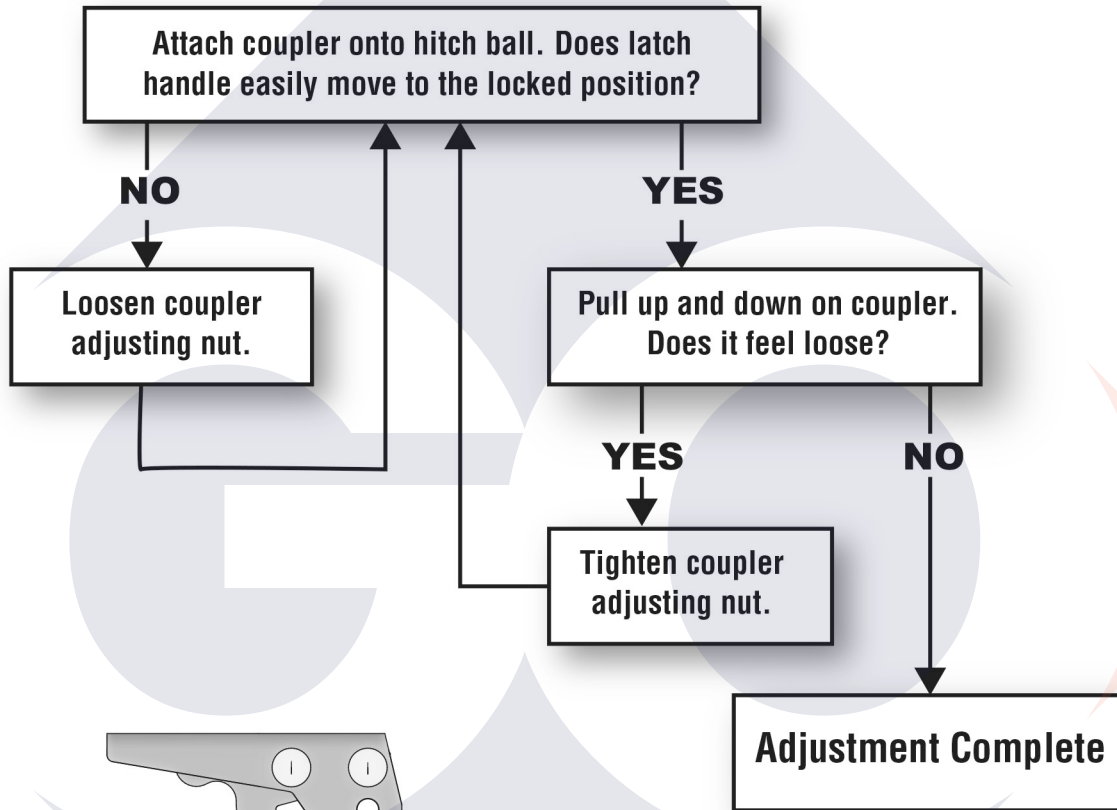 Attach coupler onto hitch ball. Does latch
handle easily move to the locked position?
NO
YES
Loosen coupler
adjusting nut.
Pull up and down on coupler.
Does it feel loose?
YES
NO
Tighten coupler
adjusting nut.
Adjustment Complete